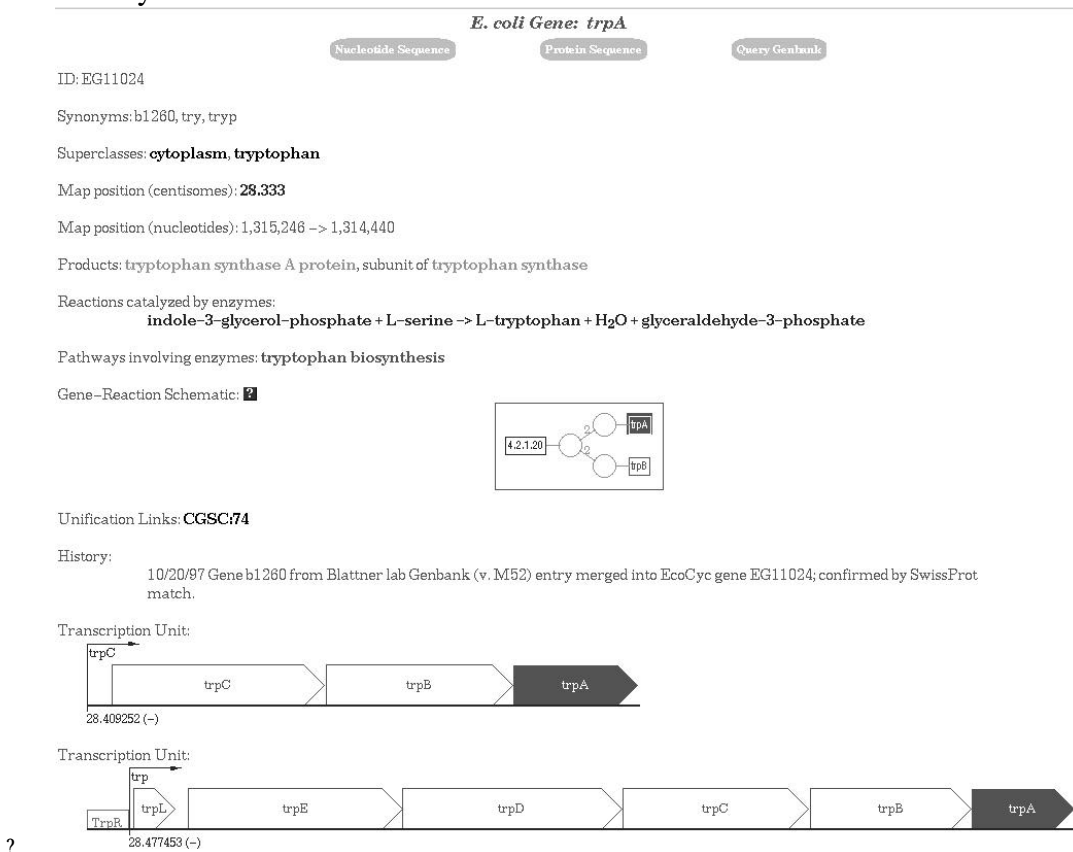 E. coli Gene: trpA
Nucleotide Sequence Protein Sequence Query Genbank
ID: EG11024
Synonyms: b1260, try, tryp
Superclasses: cytoplasm, tryptophan
Map position (centisomes): 28.333
Map position (nucleotides): 1,315,246 -> 1,314,440
Products: tryptophan synthase A protein, subunit of tryptophan synthase
Reactions catalyzed by enzymes:
indole-3-glycerol-phosphate + L-serine -> L-tryptophan + H2O + glyceraldehyde-3-phosphate
Pathways involving enzymes: tryptophan biosynthesis
Gene-Reaction Schematic: ?
4.2.1.20 2 2 trpA trpB
Unification Links: CGSC:74
History:
10/20/97 Gene b1260 from Blattner lab Genbank (v. M52) entry merged into EcoCyc gene EG11024; confirmed by SwissProt
match.
Transcription Unit:
trpC
trpC trpB trpA
28.409252 (-)
Transcription Unit:
trp
TrpR trpL trpE trpD trpC trpB trpA
28.477453 (-)
?